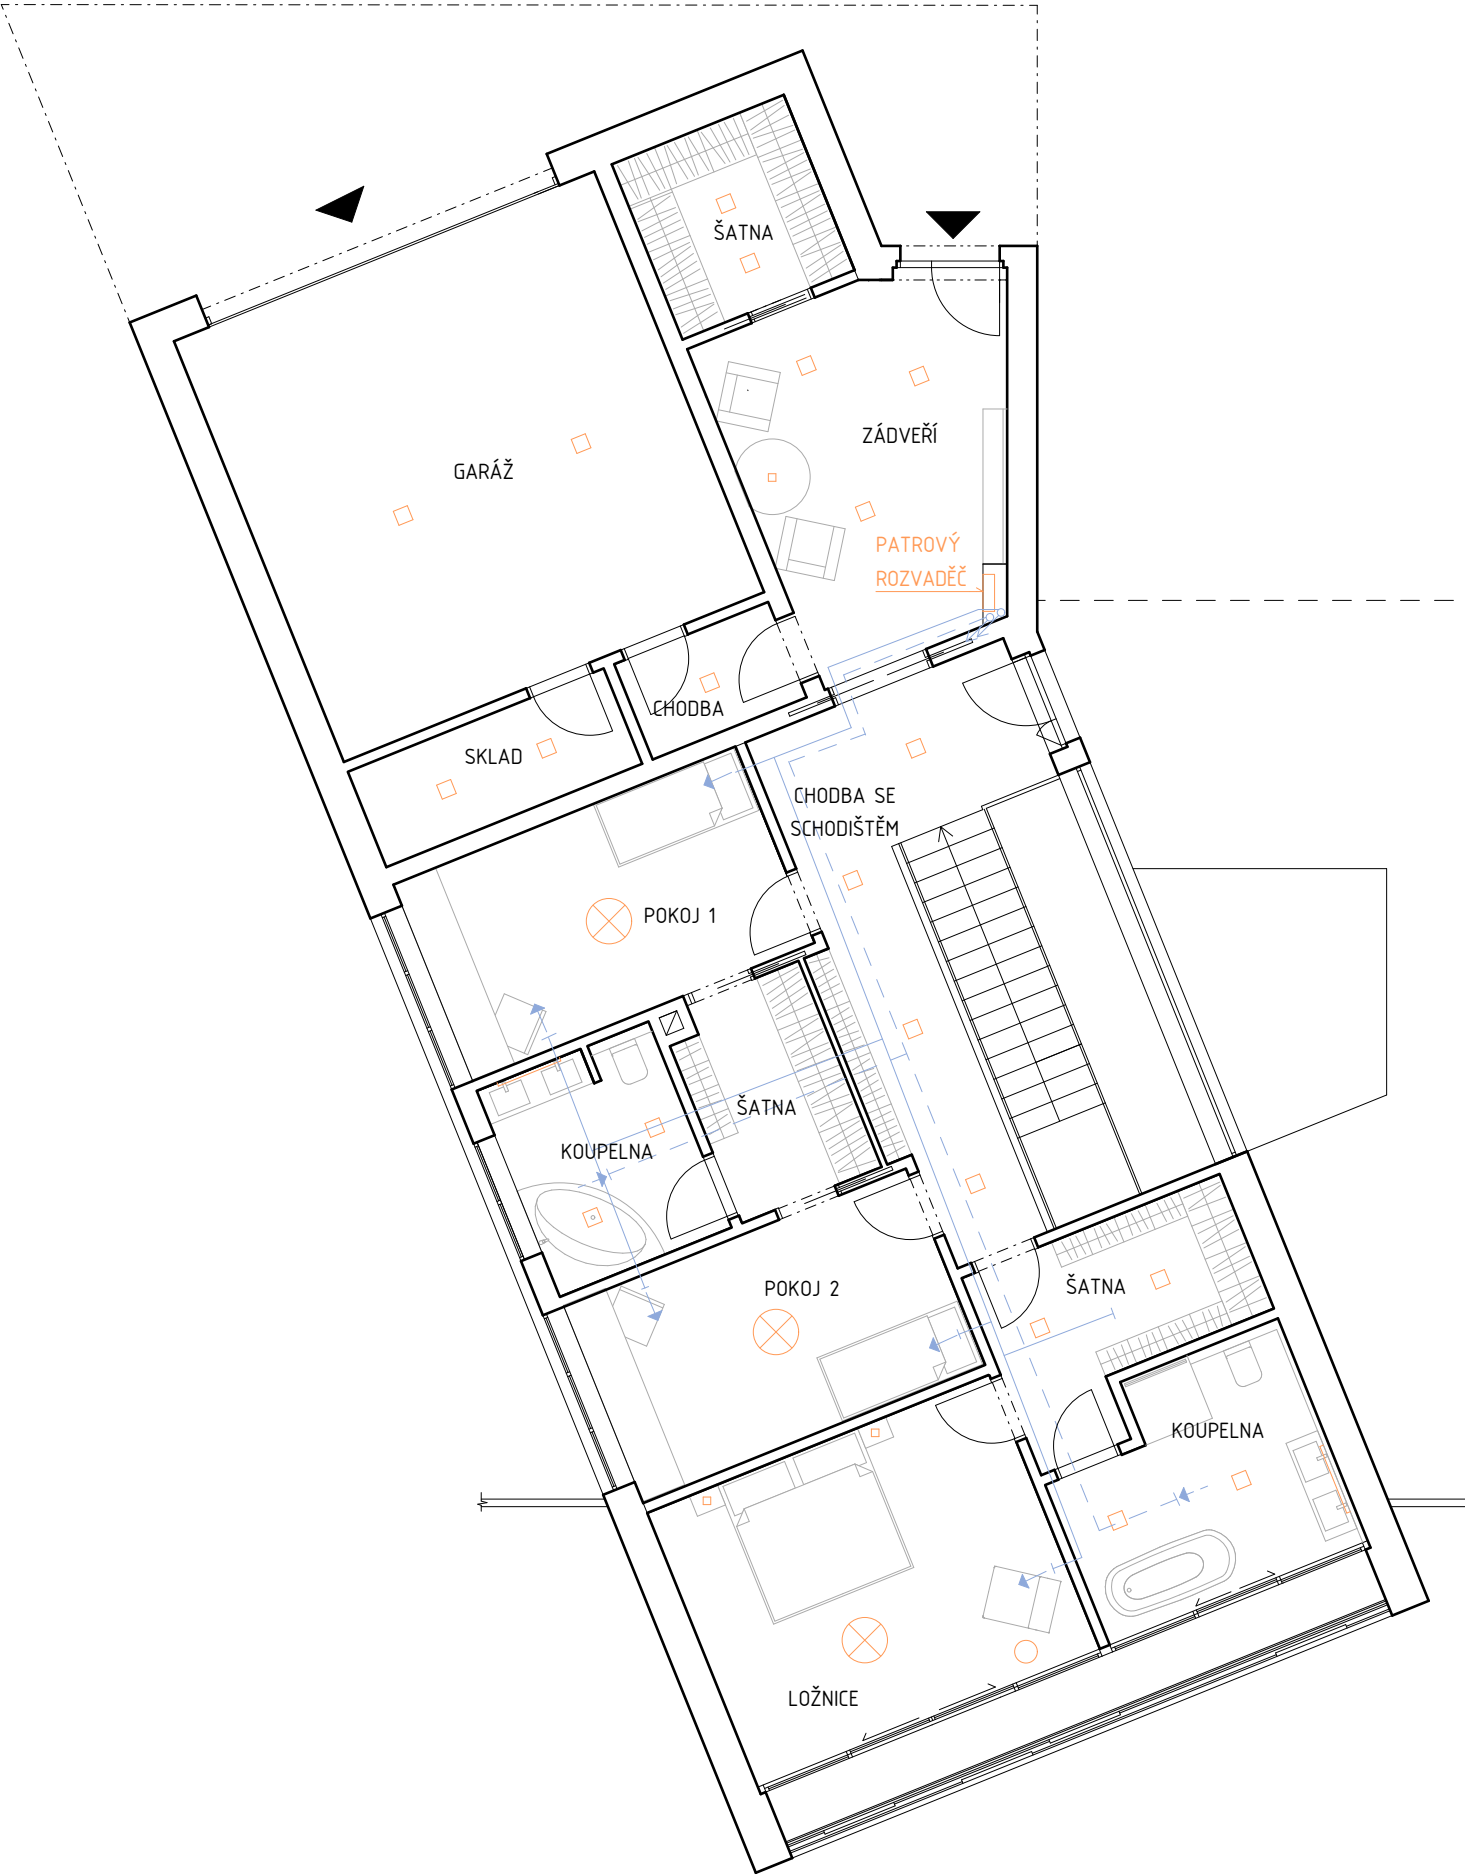 ŠATNA
ZÁDVEŘÍ
GARÁŽ
PATROVÝ
ROZVADĚČ
CHODBA
SKLAD
CHODBA SE
SCHODIŠTĚM
POKOJ 1
ŠATNA
KOUPELNA
POKOJ 2
ŠATNA
KOUPELNA
LOŽNICE